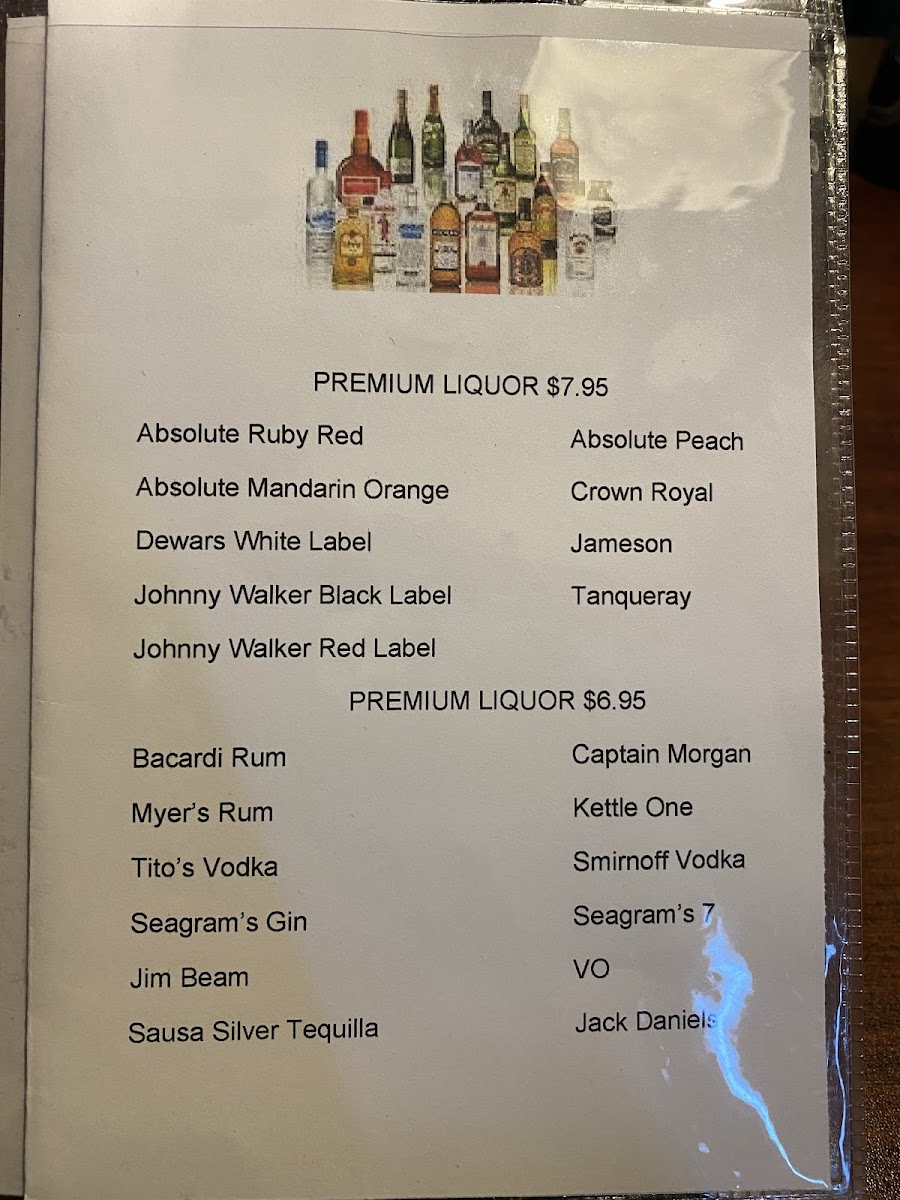 PREMIUM LIQUOR $7.95
Absolute Ruby Red
Absolute Peach
Absolute Mandarin Orange
Crown Royal
Dewars White Label
Jameson
Johnny Walker Black Label
Tanqueray
Johnny Walker Red Label
PREMIUM LIQUOR $6.95
Bacardi Rum
Captain Morgan
Myer's Rum
Kettle One
Tito's Vodka
Smirnoff Vodka
Seagram's Gin
Seagram's 7
Jim Beam
VO
Sausa Silver Tequilla
Jack Daniels